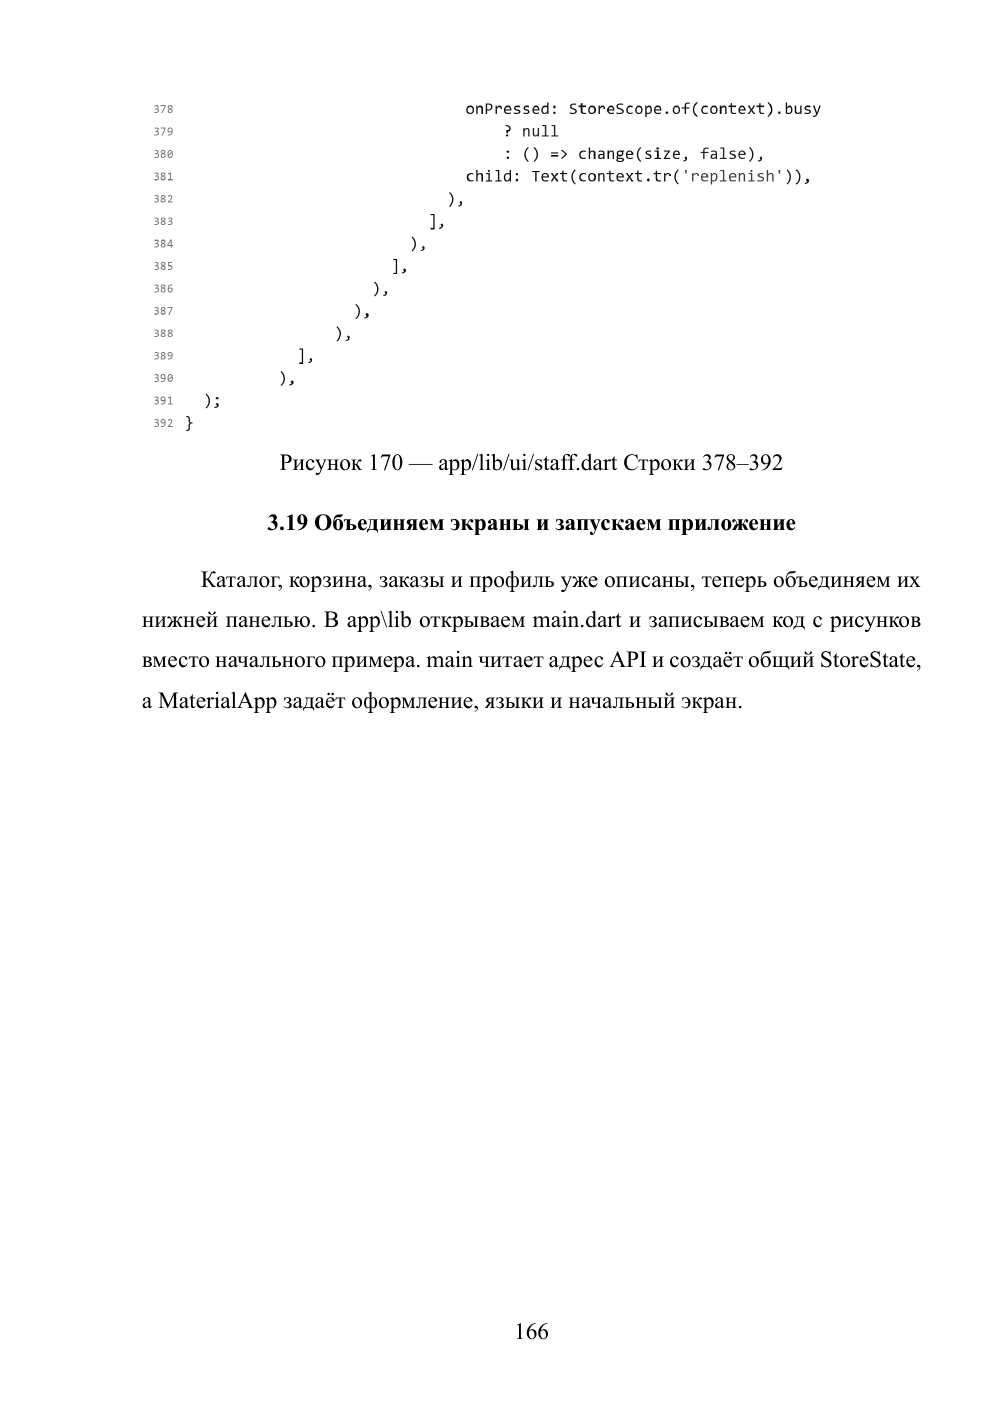 378 onPressed: StoreScope.of(context).busy
379 ? null
380 : () => change(size, false),
381 child: Text(context.tr('replenish')),
382 ),
383 ],
384 ),
385 ],
386 ),
387 ),
388 ),
389 ],
390 ),
391 );
392 }
Рисунок 170 — app/lib/ui/staff.dart Строки 378–392
3.19 Объединяем экраны и запускаем приложение
Каталог, корзина, заказы и профиль уже описаны, теперь объединяем их
нижней панелью. В app\lib открываем main.dart и записываем код с рисунков
вместо начального примера. main читает адрес API и создаёт общий StoreState,
а MaterialApp задаёт оформление, языки и начальный экран.
166